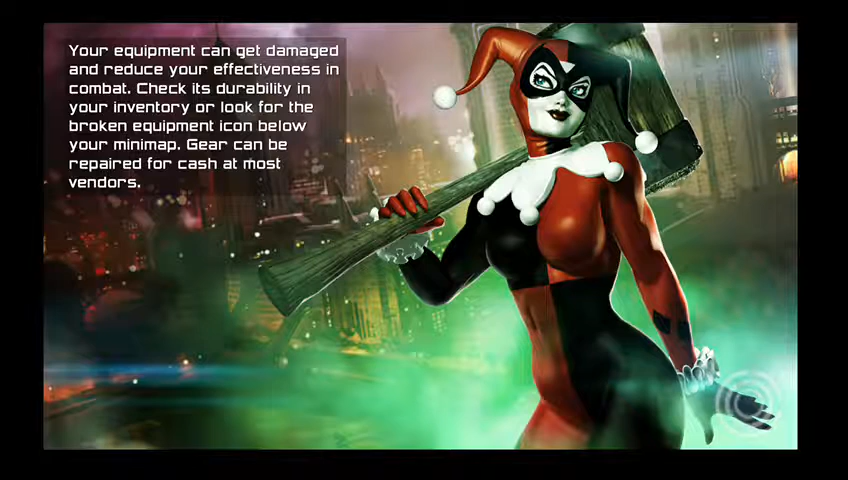 Your equipment can get damaged
and reduce your effectiveness in
combat. Check its durability in
your inventory or look for the
broken equipment icon below
your minimap. Gear can be
repaired for cash at most
vendors.